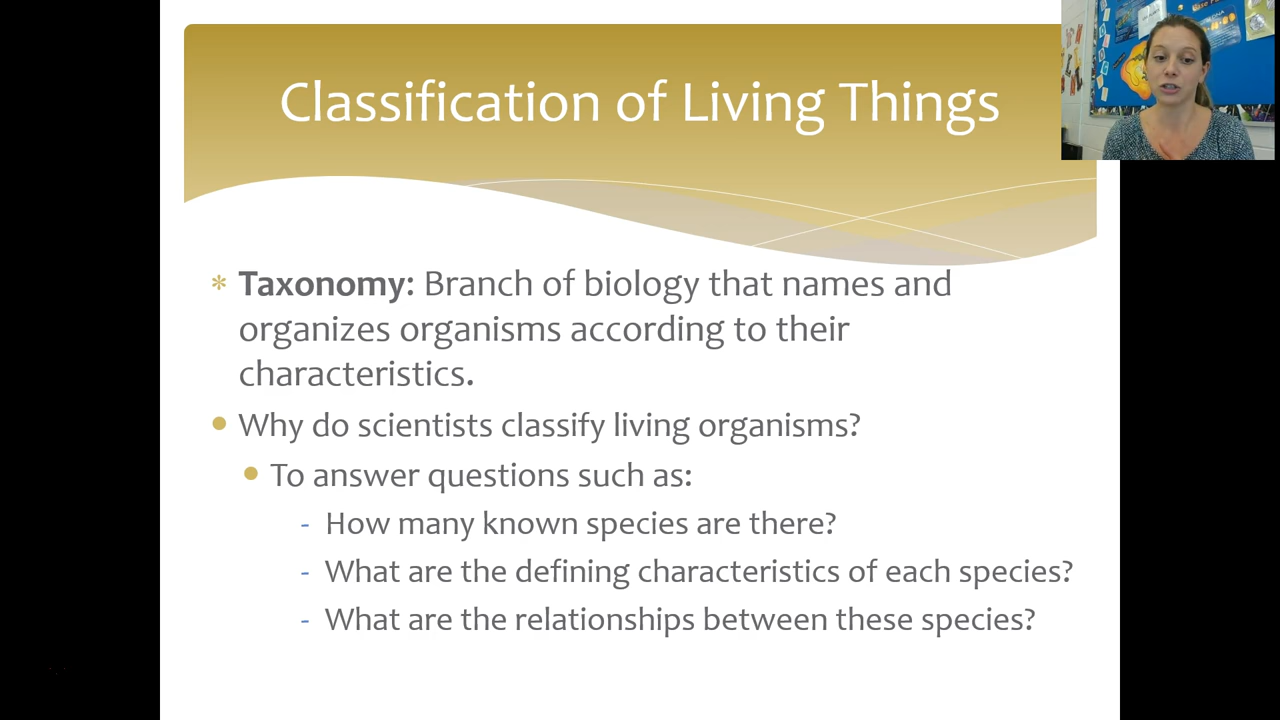 Classification of Living Things
* Taxonomy: Branch of biology that names and
organizes organisms according to their
characteristics.
• Why do scientists classify living organisms?
• To answer questions such as:
- How many known species are there?
- What are the defining characteristics of each species?
- What are the relationships between these species?